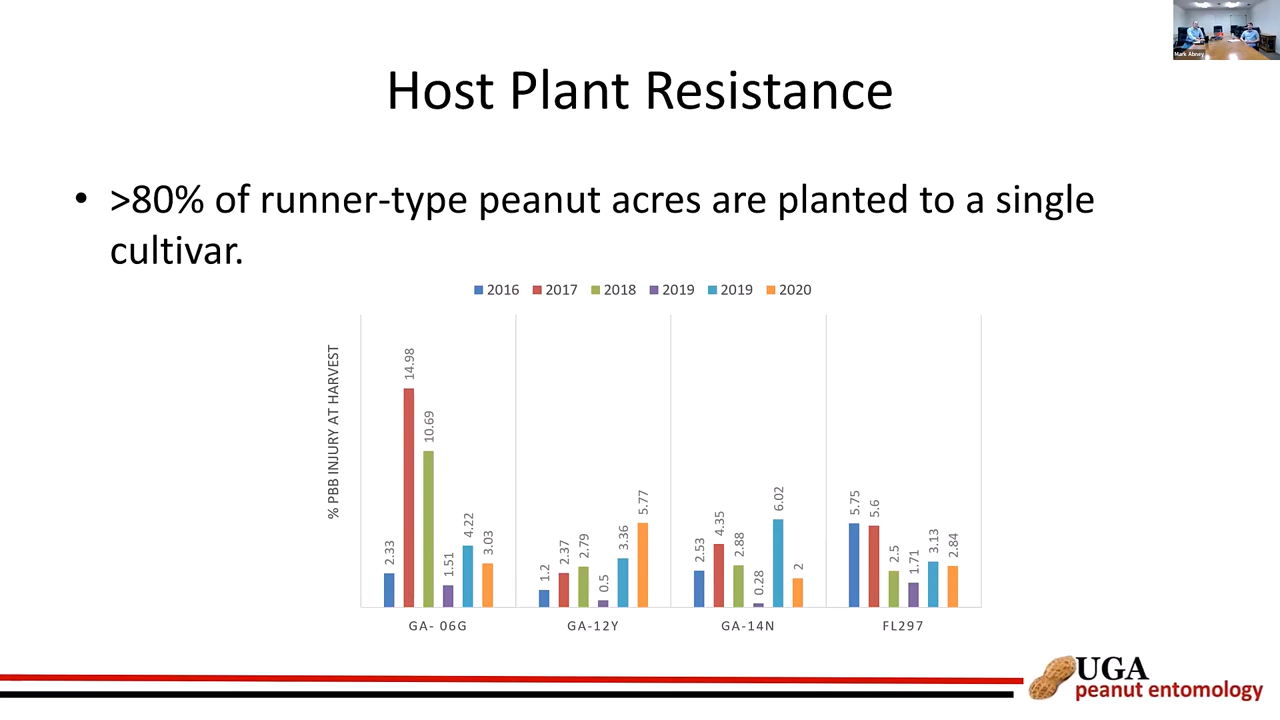 Mark Abney
Host Plant Resistance
• >80% of runner-type peanut acres are planted to a single
cultivar.
2016 2017 2018 2019 2019 2020
% PBB INJURY AT HARVEST
2.33 14.98 10.69 1.51 4.22 3.03
1.2 2.37 2.79 0.5 3.36 5.77
2.53 4.35 2.88 0.28 6.02 2
5.75 5.6 2.5 1.71 3.13 2.84
GA- 06G GA-12Y GA-14N FL297
UGA
peanut entomology